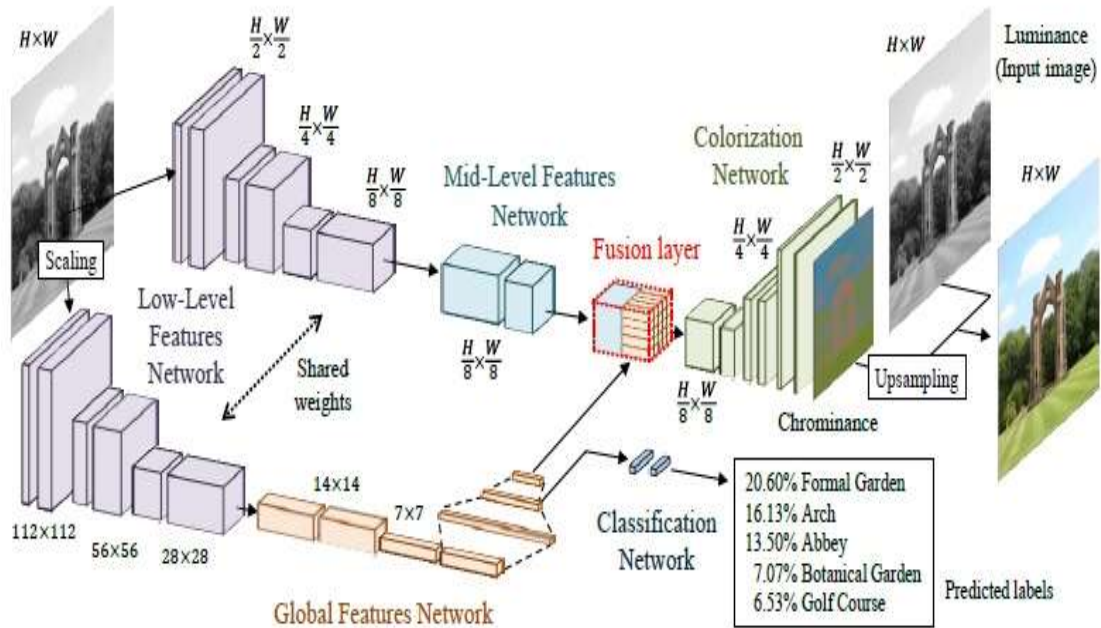 H×W
H/2 × W/2
H/4 × W/4
H/8 × W/8
Scaling
Low-Level
Features
Network
Shared
weights
112×112
56×56
28×28
14×14
7×7
Global Features Network
Mid-Level Features
Network
H/8 × W/8
Fusion layer
Colorization
Network
H/8 × W/8
H/4 × W/4
H/2 × W/2
Chrominance
Classification
Network
20.60% Formal Garden
16.13% Arch
13.50% Abbey
7.07% Botanical Garden
6.53% Golf Course
Predicted labels
H×W
Luminance
(Input image)
Upsampling
H×W